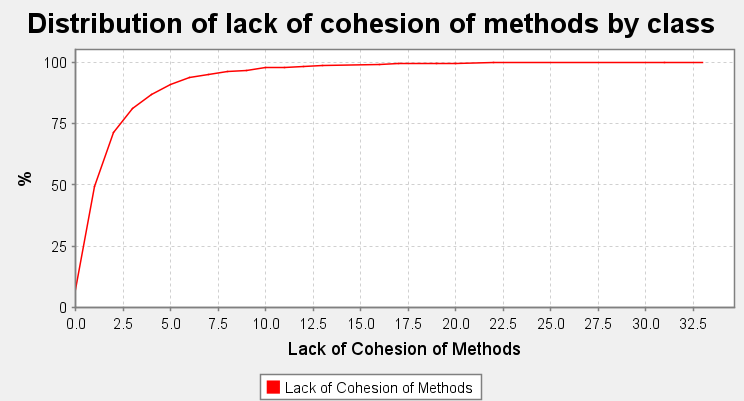 Distribution of lack of cohesion of methods by class
100
75
50
25
0
%
0.0 2.5 5.0 7.5 10.0 12.5 15.0 17.5 20.0 22.5 25.0 27.5 30.0 32.5
Lack of Cohesion of Methods
Lack of Cohesion of Methods